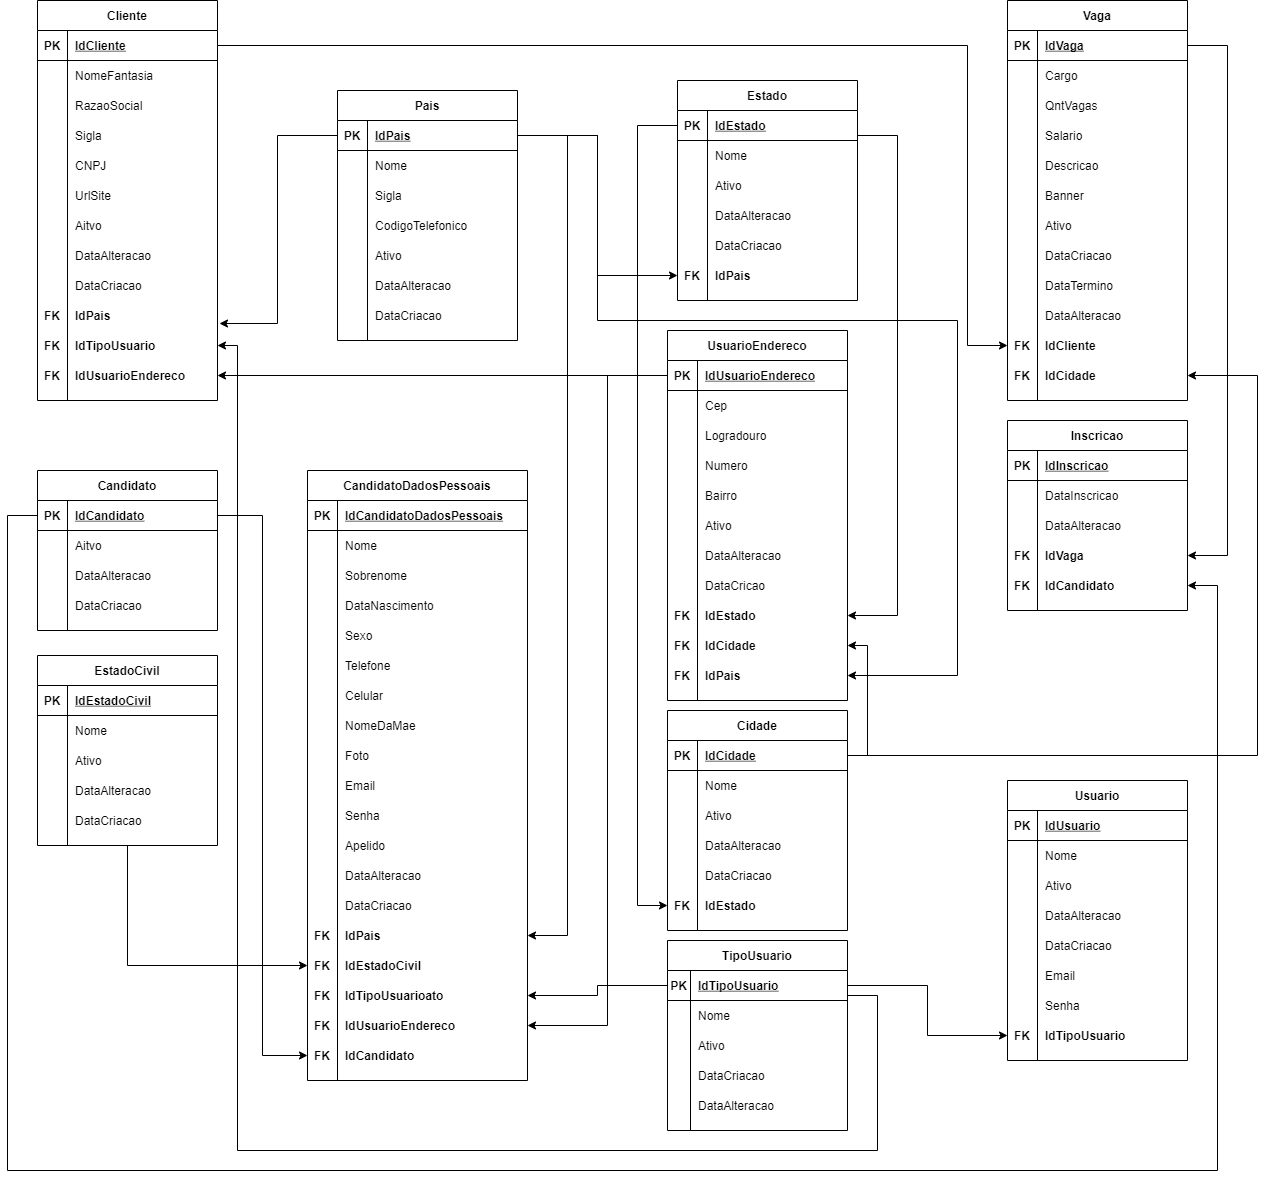 Cliente
PK IdCliente
NomeFantasia
RazaoSocial
Sigla
CNPJ
UrlSite
Aitvo
DataAlteracao
DataCriacao
FK IdPais
FK IdTipoUsuario
FK IdUsuarioEndereco
Pais
PK IdPais
Nome
Sigla
CodigoTelefonico
Ativo
DataAlteracao
DataCriacao
Estado
PK IdEstado
Nome
Ativo
DataAlteracao
DataCriacao
FK IdPais
Vaga
PK IdVaga
Cargo
QntVagas
Salario
Descricao
Banner
Ativo
DataCriacao
DataTermino
DataAlteracao
FK IdCliente
FK IdCidade
UsuarioEndereco
PK IdUsuarioEndereco
Cep
Logradouro
Numero
Bairro
Ativo
DataAlteracao
DataCricao
FK IdEstado
FK IdCidade
FK IdPais
Inscricao
PK IdInscricao
DataInscricao
DataAlteracao
FK IdVaga
FK IdCandidato
Candidato
PK IdCandidato
Aitvo
DataAlteracao
DataCriacao
CandidatoDadosPessoais
PK IdCandidatoDadosPessoais
Nome
Sobrenome
DataNascimento
Sexo
Telefone
Celular
NomeDaMae
Foto
Email
Senha
Apelido
DataAlteracao
DataCriacao
FK IdPais
FK IdEstadoCivil
FK IdTipoUsuarioato
FK IdUsuarioEndereco
FK IdCandidato
EstadoCivil
PK IdEstadoCivil
Nome
Ativo
DataAlteracao
DataCriacao
Cidade
PK IdCidade
Nome
Ativo
DataAlteracao
DataCriacao
FK IdEstado
Usuario
PK IdUsuario
Nome
Ativo
DataAlteracao
DataCriacao
Email
Senha
FK IdTipoUsuario
TipoUsuario
PK IdTipoUsuario
Nome
Ativo
DataCriacao
DataAlteracao